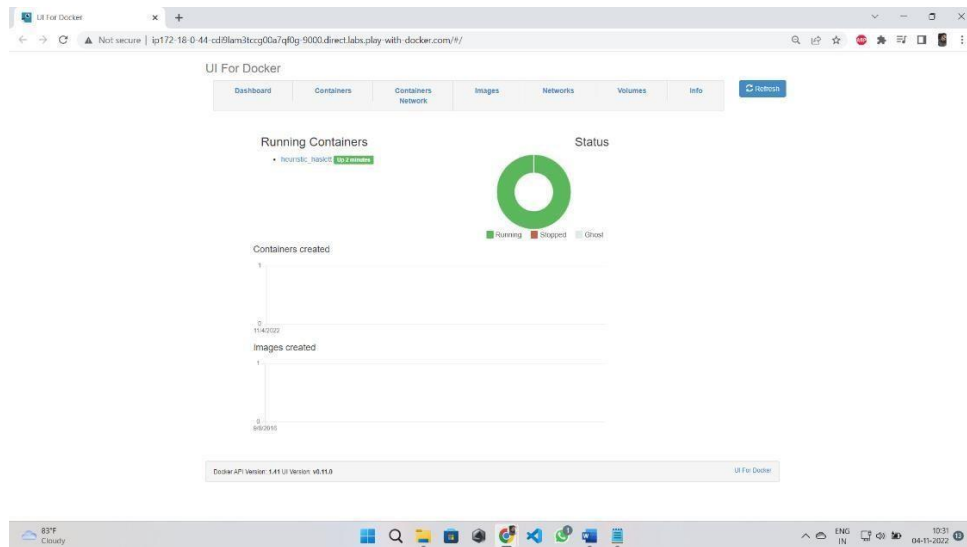 UI For Docker
Not secure | ip172-18-0-44-cdi9lam3tccg00a7qf0g-9000.direct.labs.play-with-docker.com/#/
UI For Docker
Dashboard Containers Containers Network Images Networks Volumes Info Refresh
Running Containers
heuristic_haslett Up 2 minutes
Status
Running Stopped Ghost
Containers created
1
0
11/4/2022
Images created
1
0
Docker API Version: 1.41 UI Version: v0.11.0
UI For Docker
83°F
Cloudy
ENG
IN
10:31
04-11-2022